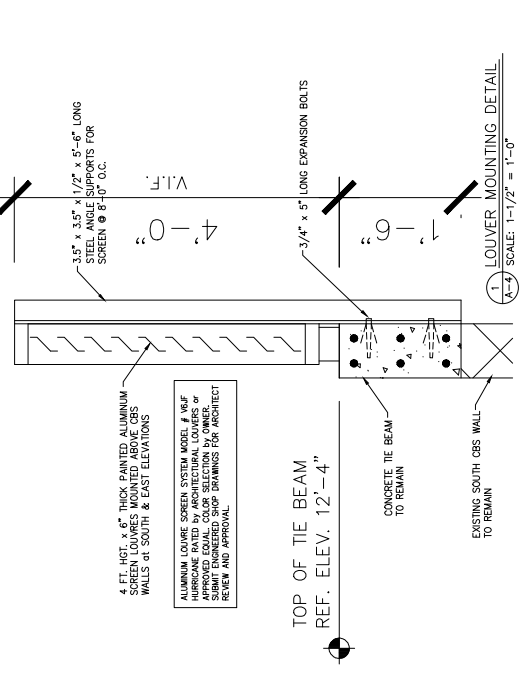 3.5" x 3.5" x 1/2" x 5'-6" LONG
STEEL ANGLE SUPPORTS FOR
SCREEN @ 8'-0" O.C.
V.I.F.
4'-0"
3/4" x 5" LONG EXPANSION BOLTS
1'-6"
4 FT. HGT. x 6" THICK PAINTED ALUMINUM
SCREEN LOUVRES MOUNTED ABOVE CBS
WALLS at SOUTH & EAST ELEVATIONS
ALUMINUM LOUVRE SCREEN SYSTEM MODEL # V6JF
HURRICANE RATED by ARCHITECTURAL LOUVERS or
APPROVED EQUAL. COLOR SELECTION by OWNER.
SUBMIT ENGINEERED SHOP DRAWINGS FOR ARCHITECT
REVIEW AND APPROVAL
TOP OF TIE BEAM
REF. ELEV. 12'-4"
CONCRETE TIE BEAM
TO REMAIN
EXISTING SOUTH CBS WALL
TO REMAIN
1
A-4
LOUVER MOUNTING DETAIL
SCALE: 1-1/2" = 1'-0"